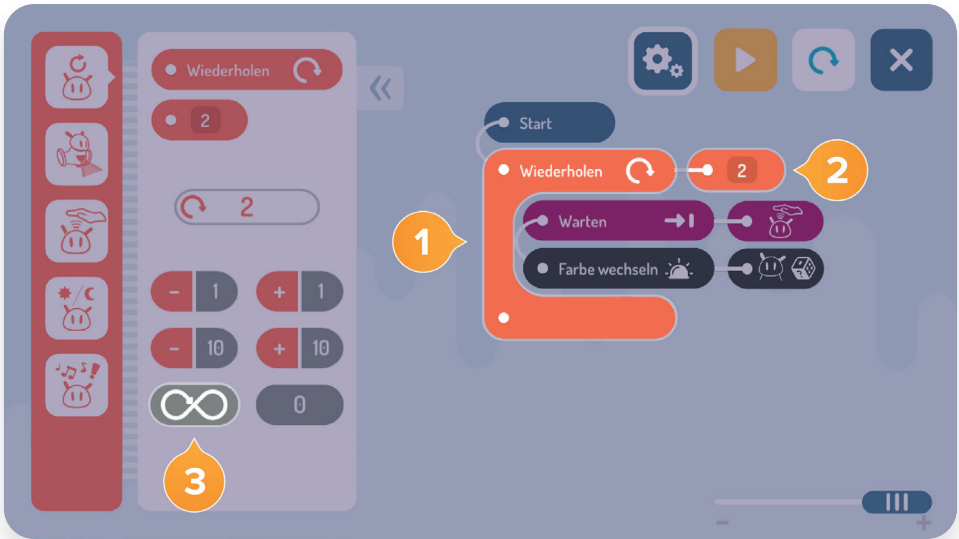 Wiederholen
2
2
- 1 + 1
- 10 + 10
0
3
Start
Wiederholen 2
2
1
Warten
Farbe wechseln
- +